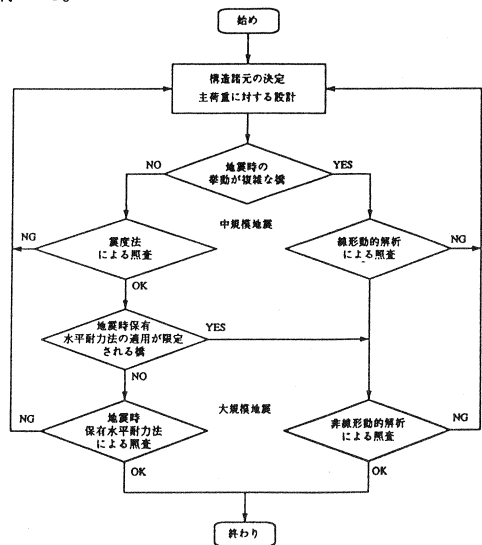 始め
構造諸元の決定
主荷重に対する設計
NO
地震時の
挙動が複雑な橋
YES
中規模地震
NG
震度法
による照査
線形動的解析
による照査
NG
OK
地震時保有
水平耐力法の適用が限定
される橋
YES
NO
大規模地震
NG
地震時
保有水平耐力法
による照査
非線形動的解析
による照査
NG
OK
OK
終わり